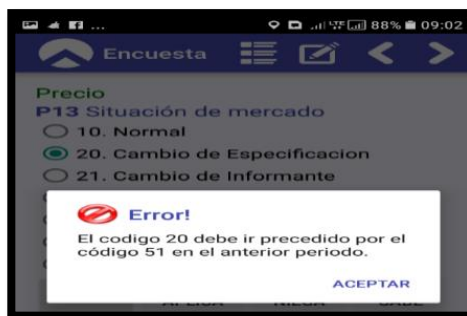 88% 09:02
Encuesta
Precio
P13 Situación de mercado
10. Normal
20. Cambio de Especificacion
21. Cambio de Informante
Error!
El codigo 20 debe ir precedido por el
código 51 en el anterior periodo.
ACEPTAR